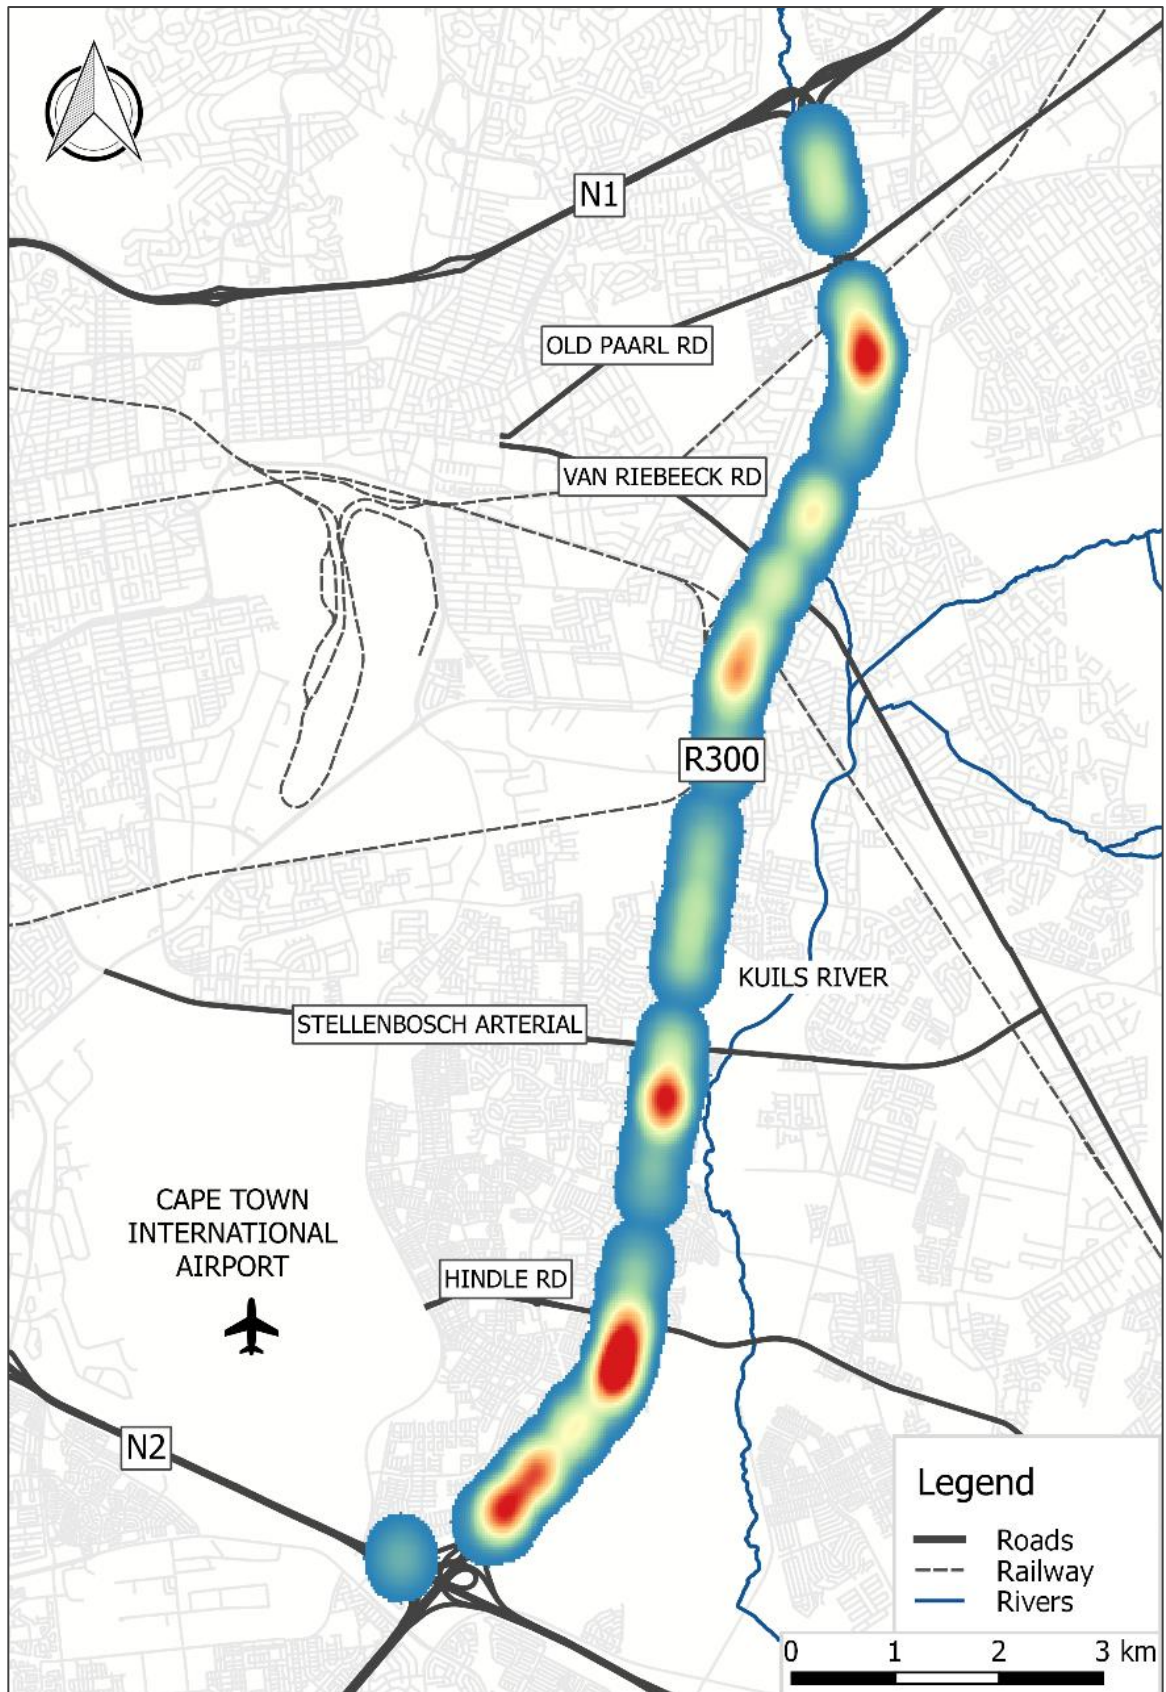 N1
OLD PAARL RD
VAN RIEBEECK RD
R300
KUILS RIVER
STELLENBOSCH ARTERIAL
CAPE TOWN
INTERNATIONAL
AIRPORT
HINDLE RD
N2
Legend
Roads
Railway
Rivers
0 1 2 3 km